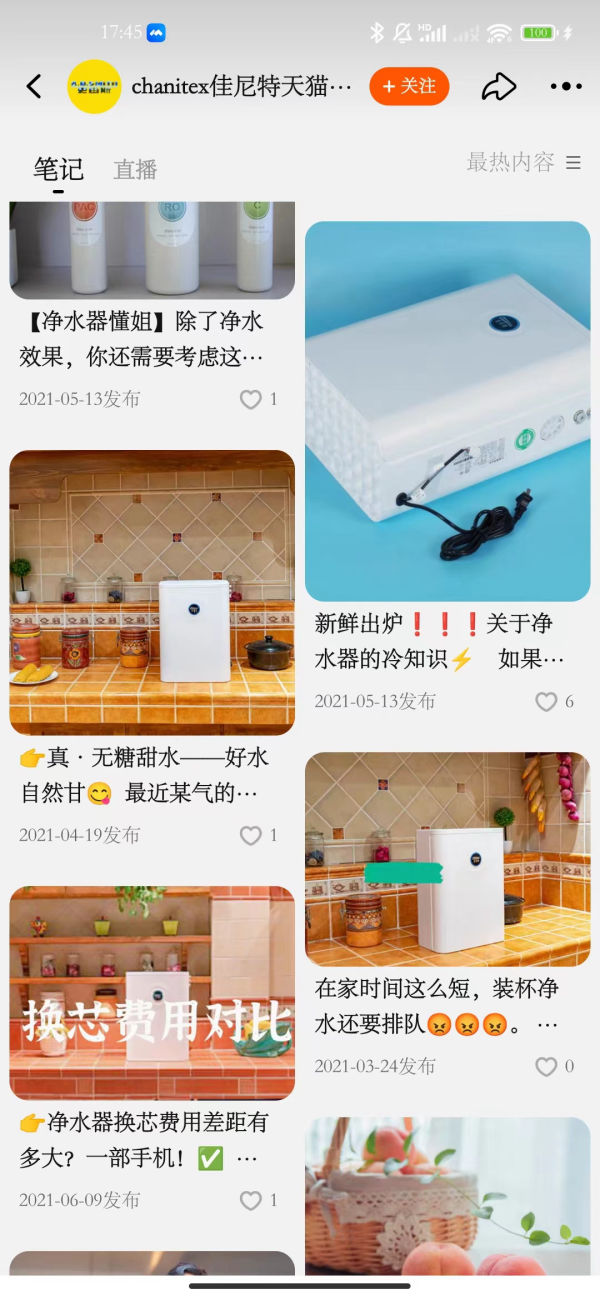 17:45
HD
100
chanitex佳尼特天猫…
+ 关注
笔记
直播
最热内容
PAC
RO
C
【净水器懂姐】除了净水
效果，你还需要考虑这…
2021-05-13发布
1
👉真·无糖甜水——好水
自然甘😋 最近某气的…
2021-04-19发布
1
换芯费用对比
👉净水器换芯费用差距有
多大？一部手机！✅ …
2021-06-09发布
1
新鲜出炉❗❗❗关于净
水器的冷知识⚡ 如果…
2021-05-13发布
6
在家时间这么短，装杯净
水还要排队😡😡😡。 …
2021-03-24发布
0